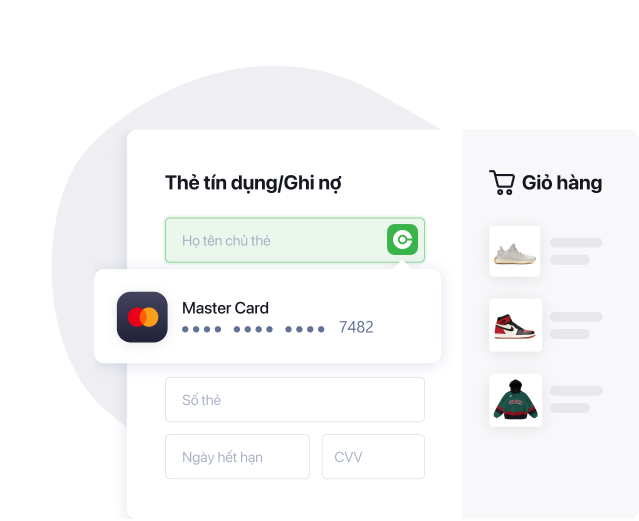 Thẻ tín dụng/Ghi nợ
Họ tên chủ thẻ
Master Card
•••• •••• •••• 7482
Số thẻ
Ngày hết hạn
CVV
Giỏ hàng